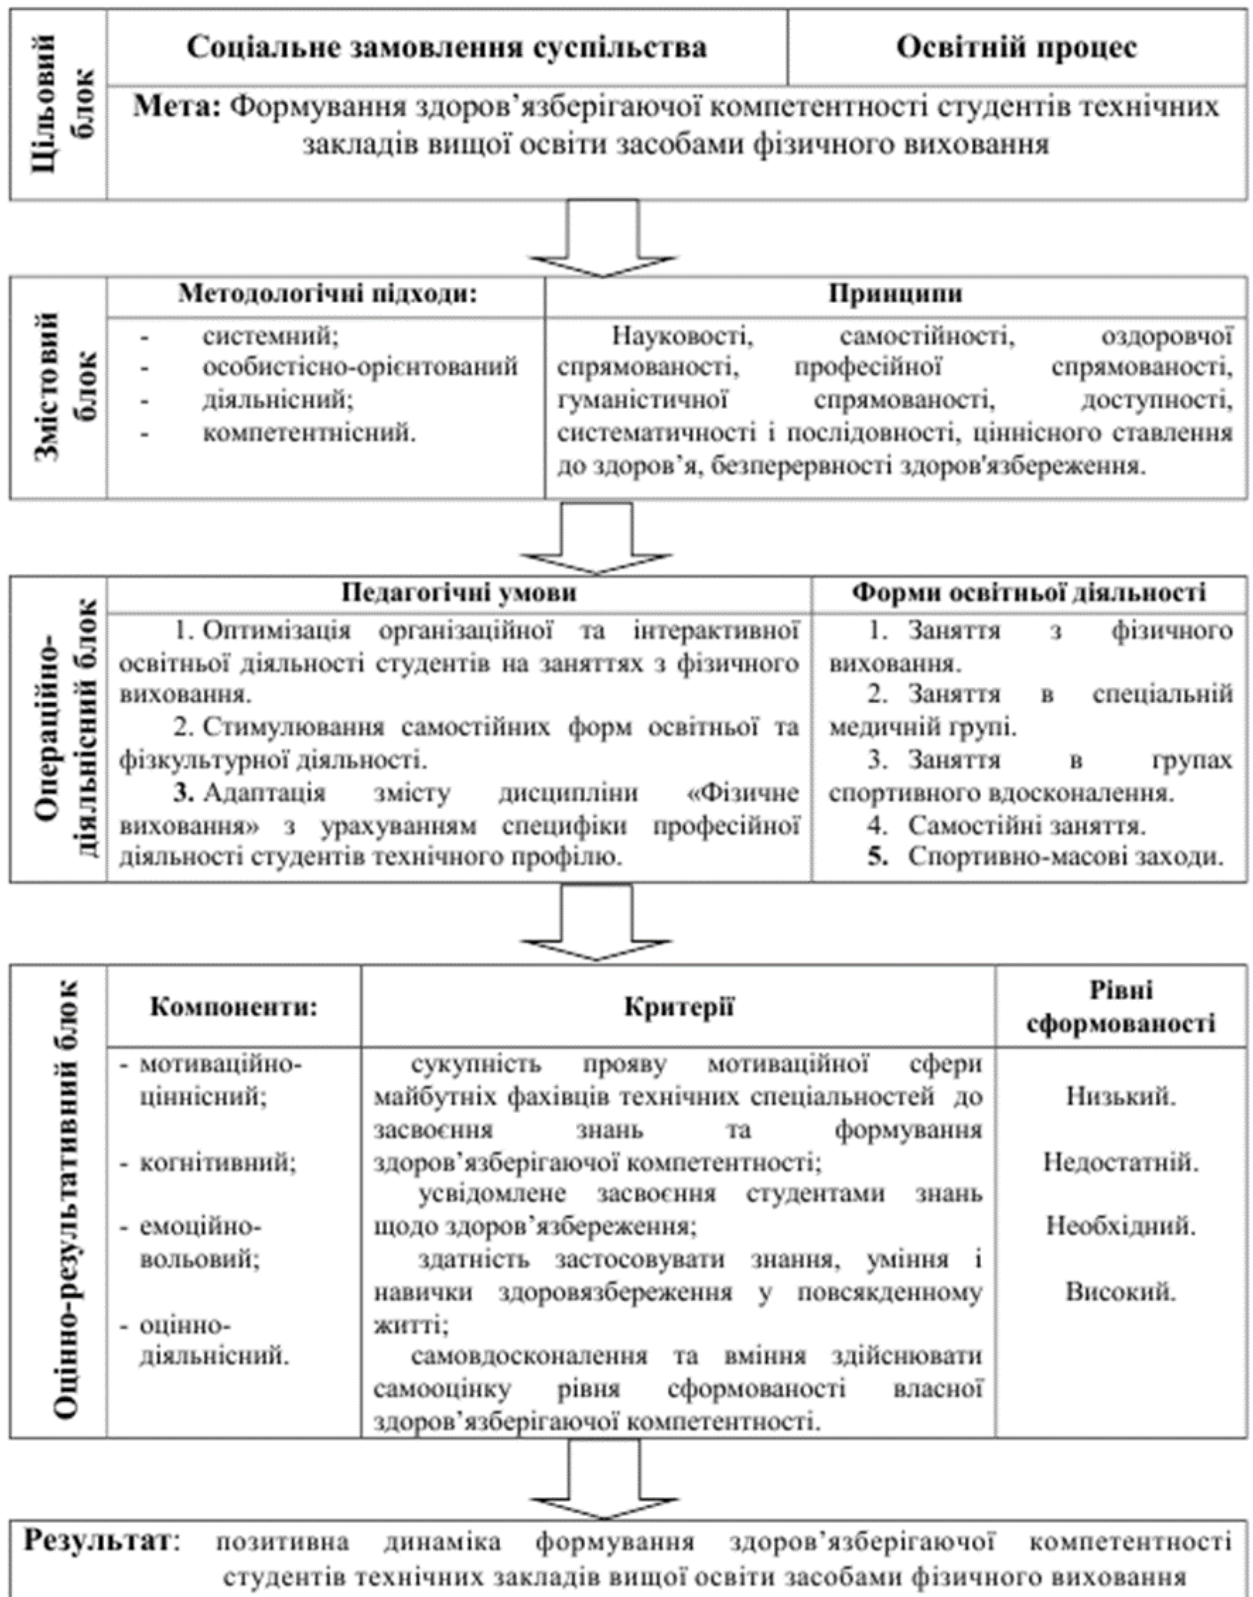 Цільовий
блок
Соціальне замовлення суспільства
Освітній процес
Мета: Формування здоров’язберігаючої компетентності студентів технічних
закладів вищої освіти засобами фізичного виховання
Змістовий
блок
Методологічні підходи:
- системний;
- особистісно-орієнтований
- діяльнісний;
- компетентнісний.
Принципи
Науковості, самостійності, оздоровчої
спрямованості, професійної спрямованості,
гуманістичної спрямованості, доступності,
систематичності і послідовності, ціннісного ставлення
до здоров’я, безперервності здоров'язбереження.
Операційно-
діяльнісний блок
Педагогічні умови
1. Оптимізація організаційної та інтерактивної
освітньої діяльності студентів на заняттях з фізичного
виховання.
2. Стимулювання самостійних форм освітньої та
фізкультурної діяльності.
3. Адаптація змісту дисципліни «Фізичне
виховання» з урахуванням специфіки професійної
діяльності студентів технічного профілю.
Форми освітньої діяльності
1. Заняття з фізичного
виховання.
2. Заняття в спеціальній
медичній групі.
3. Заняття в групах
спортивного вдосконалення.
4. Самостійні заняття.
5. Спортивно-масові заходи.
Оцінно-результативний блок
Компоненти:
- мотиваційно-
ціннісний;
- когнітивний;
- емоційно-
вольовий;
- оцінно-
діяльнісний.
Критерії
сукупність прояву мотиваційної сфери
майбутніх фахівців технічних спеціальностей до
засвоєння знань та формування
здоров’язберігаючої компетентності;
усвідомлене засвоєння студентами знань
щодо здоров’язбереження;
здатність застосовувати знання, уміння і
навички здоровязбереження у повсякденному
житті;
самовдосконалення та вміння здійснювати
самооцінку рівня сформованості власної
здоров’язберігаючої компетентності.
Рівні
сформованості
Низький.
Недостатній.
Необхідний.
Високий.
Результат: позитивна динаміка формування здоров’язберігаючої компетентності
студентів технічних закладів вищої освіти засобами фізичного виховання